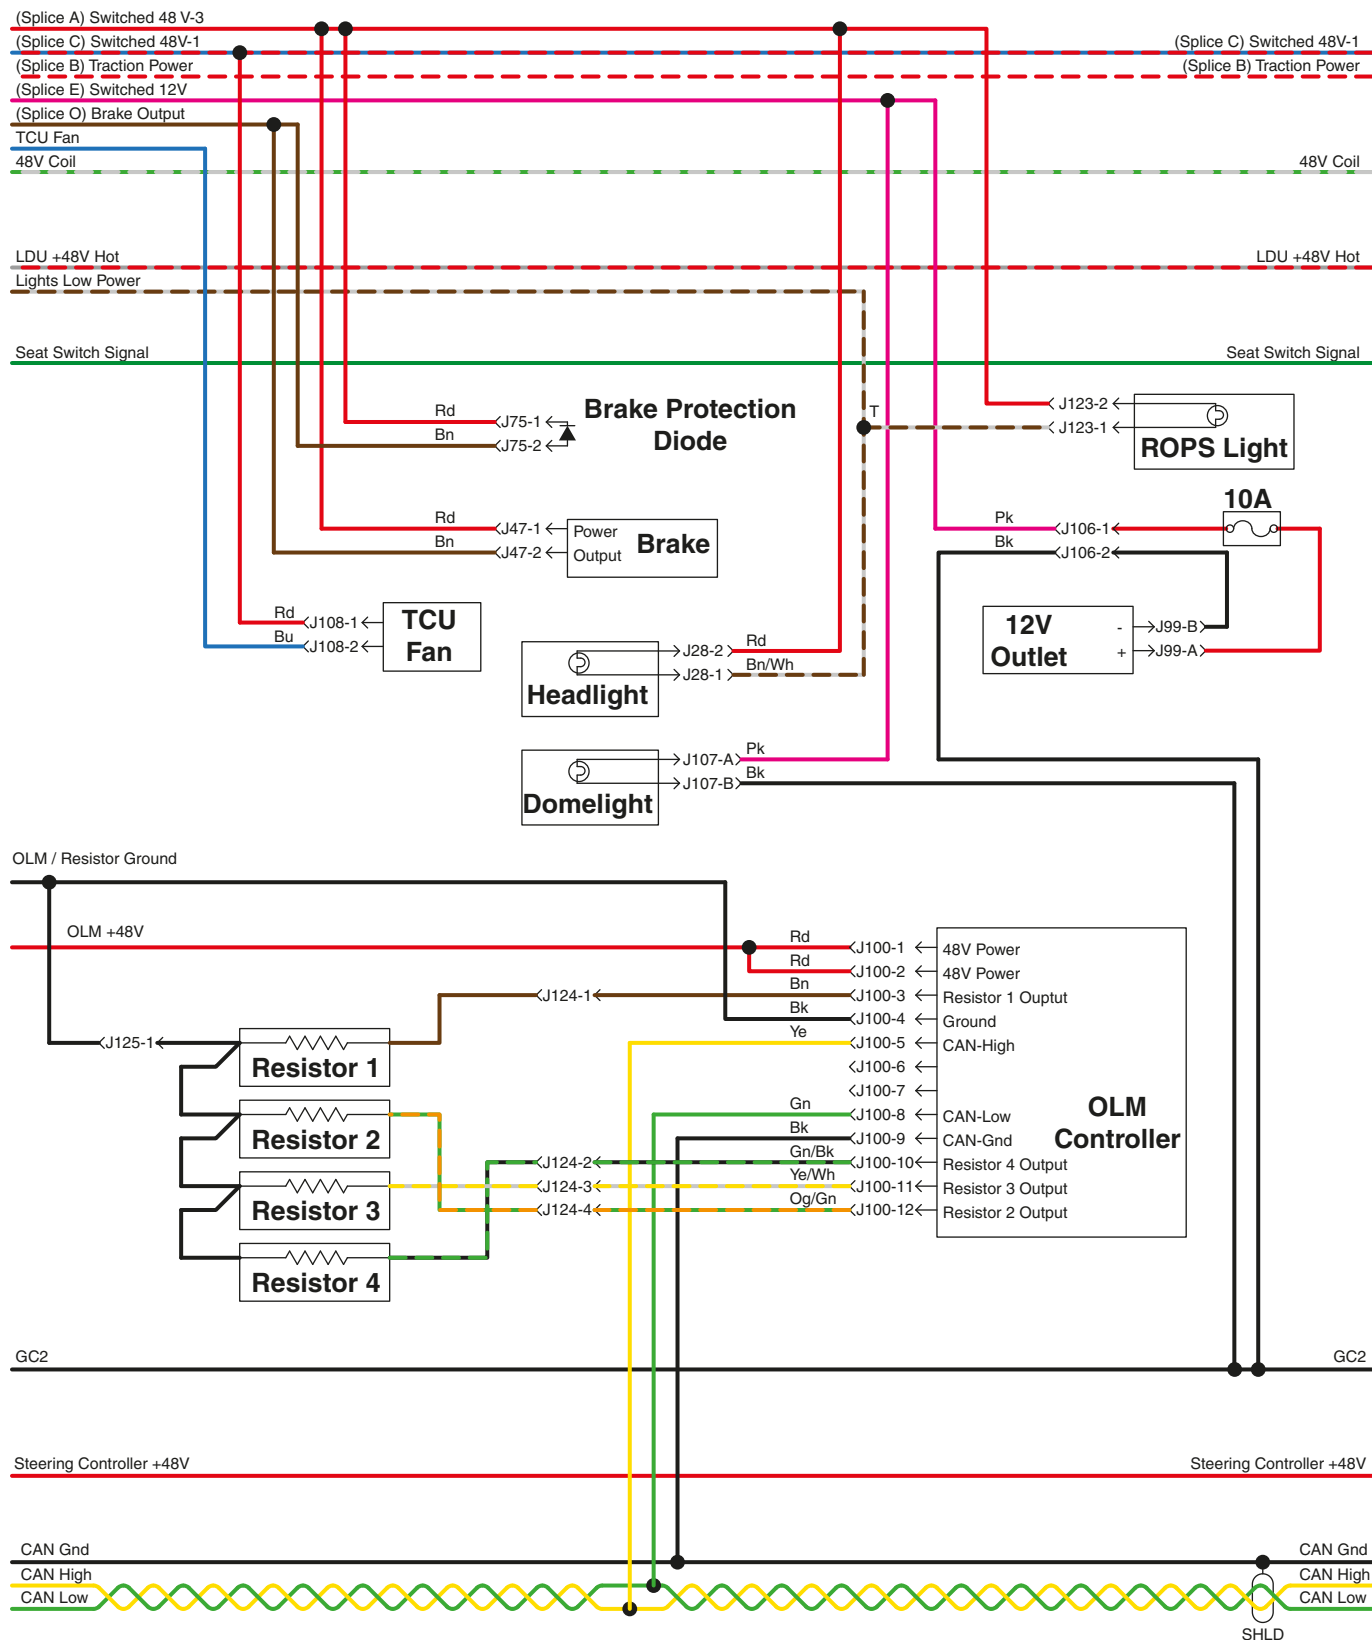 (Splice A) Switched 48 V-3
(Splice C) Switched 48V-1
(Splice C) Switched 48V-1
(Splice B) Traction Power
(Splice B) Traction Power
(Splice E) Switched 12V
(Splice O) Brake Output
TCU Fan
48V Coil
48V Coil
LDU +48V Hot
LDU +48V Hot
Lights Low Power
Seat Switch Signal
Seat Switch Signal
Rd
J75-1
Bn
J75-2
Brake Protection
Diode
T
J123-2
J123-1
ROPS Light
10A
Rd
J47-1
Power
Bn
J47-2
Output
Brake
Pk
J106-1
Bk
J106-2
Rd
J108-1
Bu
J108-2
TCU
Fan
12V
Outlet
-
J99-B
+
J99-A
J28-2
Rd
J28-1
Bn/Wh
Headlight
J107-A
Pk
J107-B
Bk
Domelight
OLM / Resistor Ground
OLM +48V
Rd
J100-1
48V Power
Rd
J100-2
48V Power
J124-1
Bn
J100-3
Resistor 1 Ouptut
Bk
J100-4
Ground
J125-1
Ye
J100-5
CAN-High
Resistor 1
J100-6
J100-7
Gn
J100-8
CAN-Low
OLM
Controller
Resistor 2
Bk
J100-9
CAN-Gnd
J124-2
Gn/Bk
J100-10
Resistor 4 Output
J124-3
Ye/Wh
J100-11
Resistor 3 Output
Resistor 3
J124-4
Og/Gn
J100-12
Resistor 2 Output
Resistor 4
GC2
GC2
Steering Controller +48V
Steering Controller +48V
CAN Gnd
CAN Gnd
CAN High
CAN High
CAN Low
CAN Low
SHLD